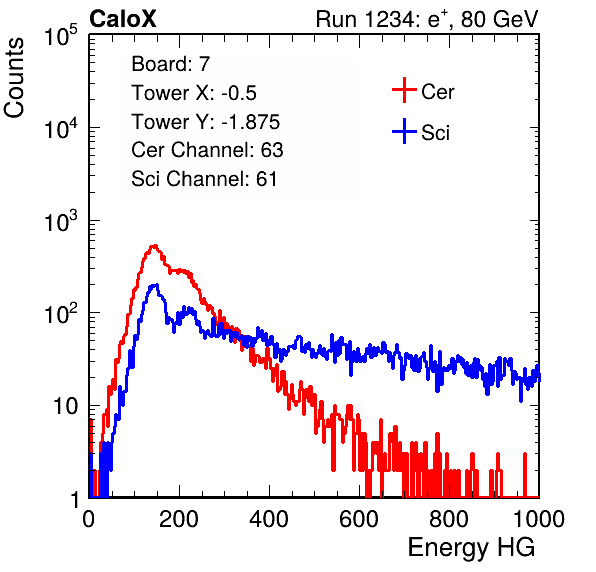 CaloX
Run 1234: e⁺, 80 GeV
Counts
Board: 7
Tower X: -0.5
Tower Y: -1.875
Cer Channel: 63
Sci Channel: 61
Cer
Sci
10⁵
10⁴
10³
10²
10
1
0 200 400 600 800 1000
Energy HG